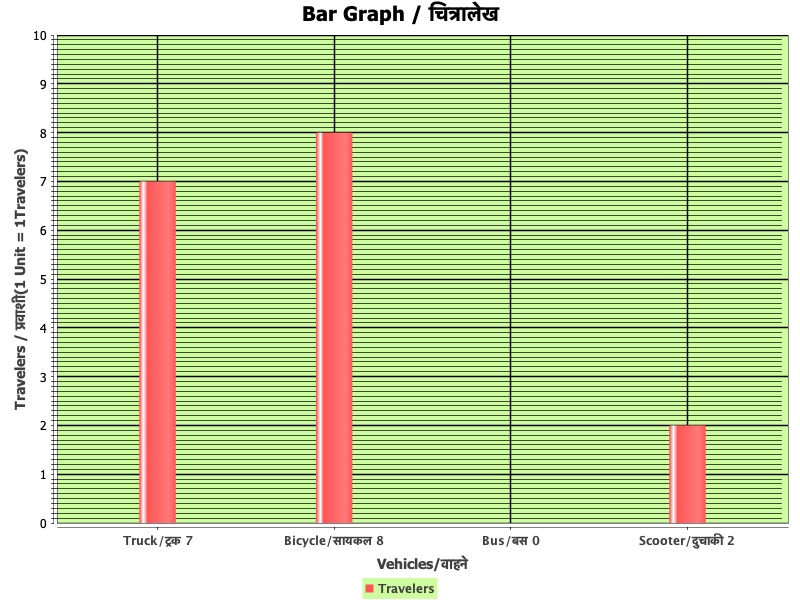 Bar Graph / चित्रालेख
Travelers / प्रवाशी(1 Unit = 1Travelers)
10
9
8
7
6
5
4
3
2
1
0
Truck/ट्रक 7 Bicycle/सायकल 8 Bus/बस 0 Scooter/दुचाकी 2
Vehicles/वाहने
Travelers